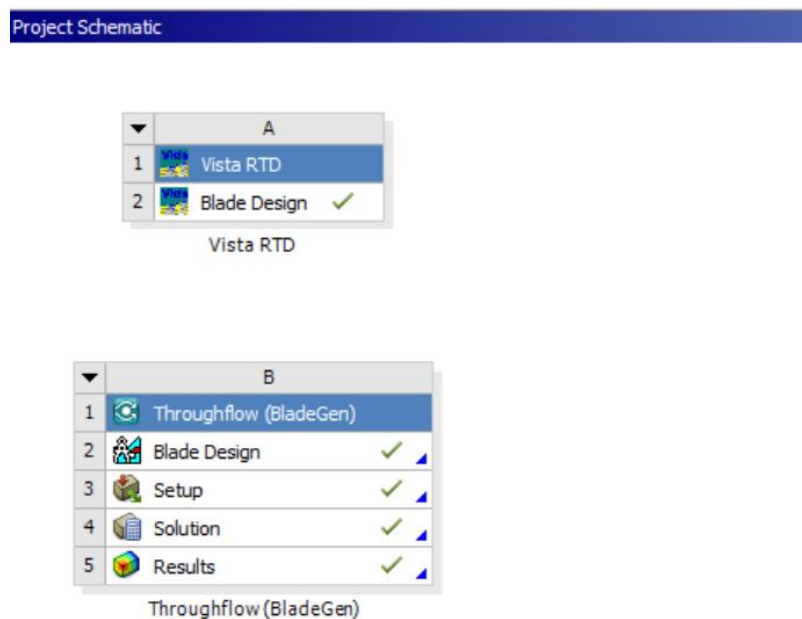 Project Schematic
A
1 Vista RTD
2 Blade Design
Vista RTD
B
1 Throughflow (BladeGen)
2 Blade Design
3 Setup
4 Solution
5 Results
Throughflow (BladeGen)